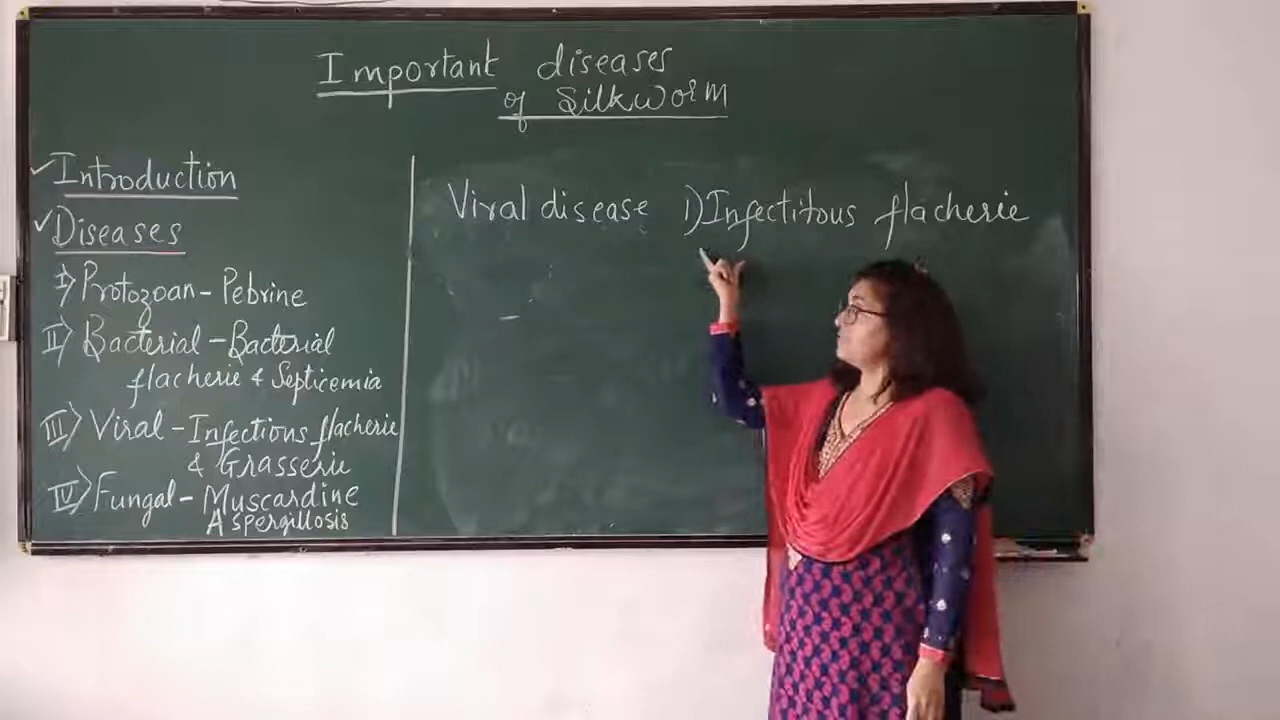 Important diseases
of Silkworm
Introduction
Diseases
I) Protozoan - Pebrine
II) Bacterial - Bacterial
flacherie & Septicemia
III) Viral - Infections flacherie
& Grasserie
IV) Fungal - Muscardine
Aspergillosis
Viral disease 1) Infectitous flacherie